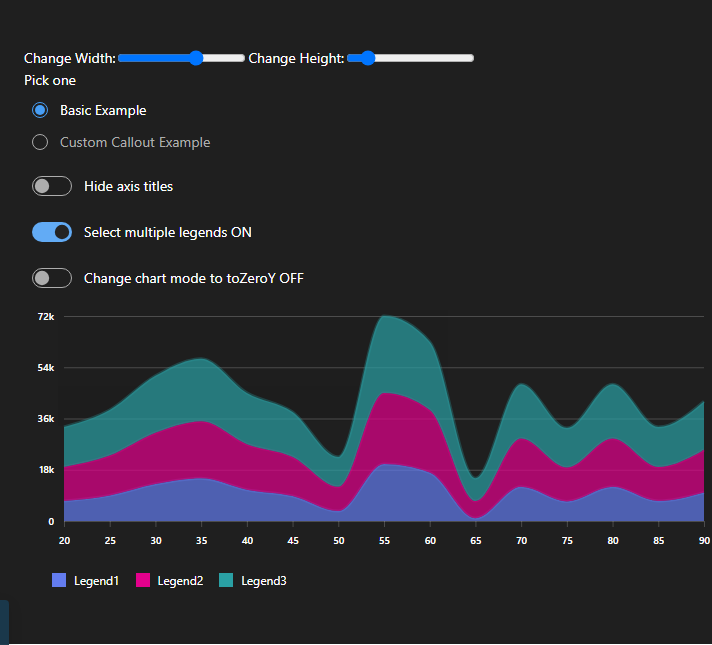 Change Width: Change Height:
Pick one
Basic Example
Custom Callout Example
Hide axis titles
Select multiple legends ON
Change chart mode to toZeroY OFF
72k
54k
36k
18k
0
20 25 30 35 40 45 50 55 60 65 70 75 80 85 90
Legend1 Legend2 Legend3